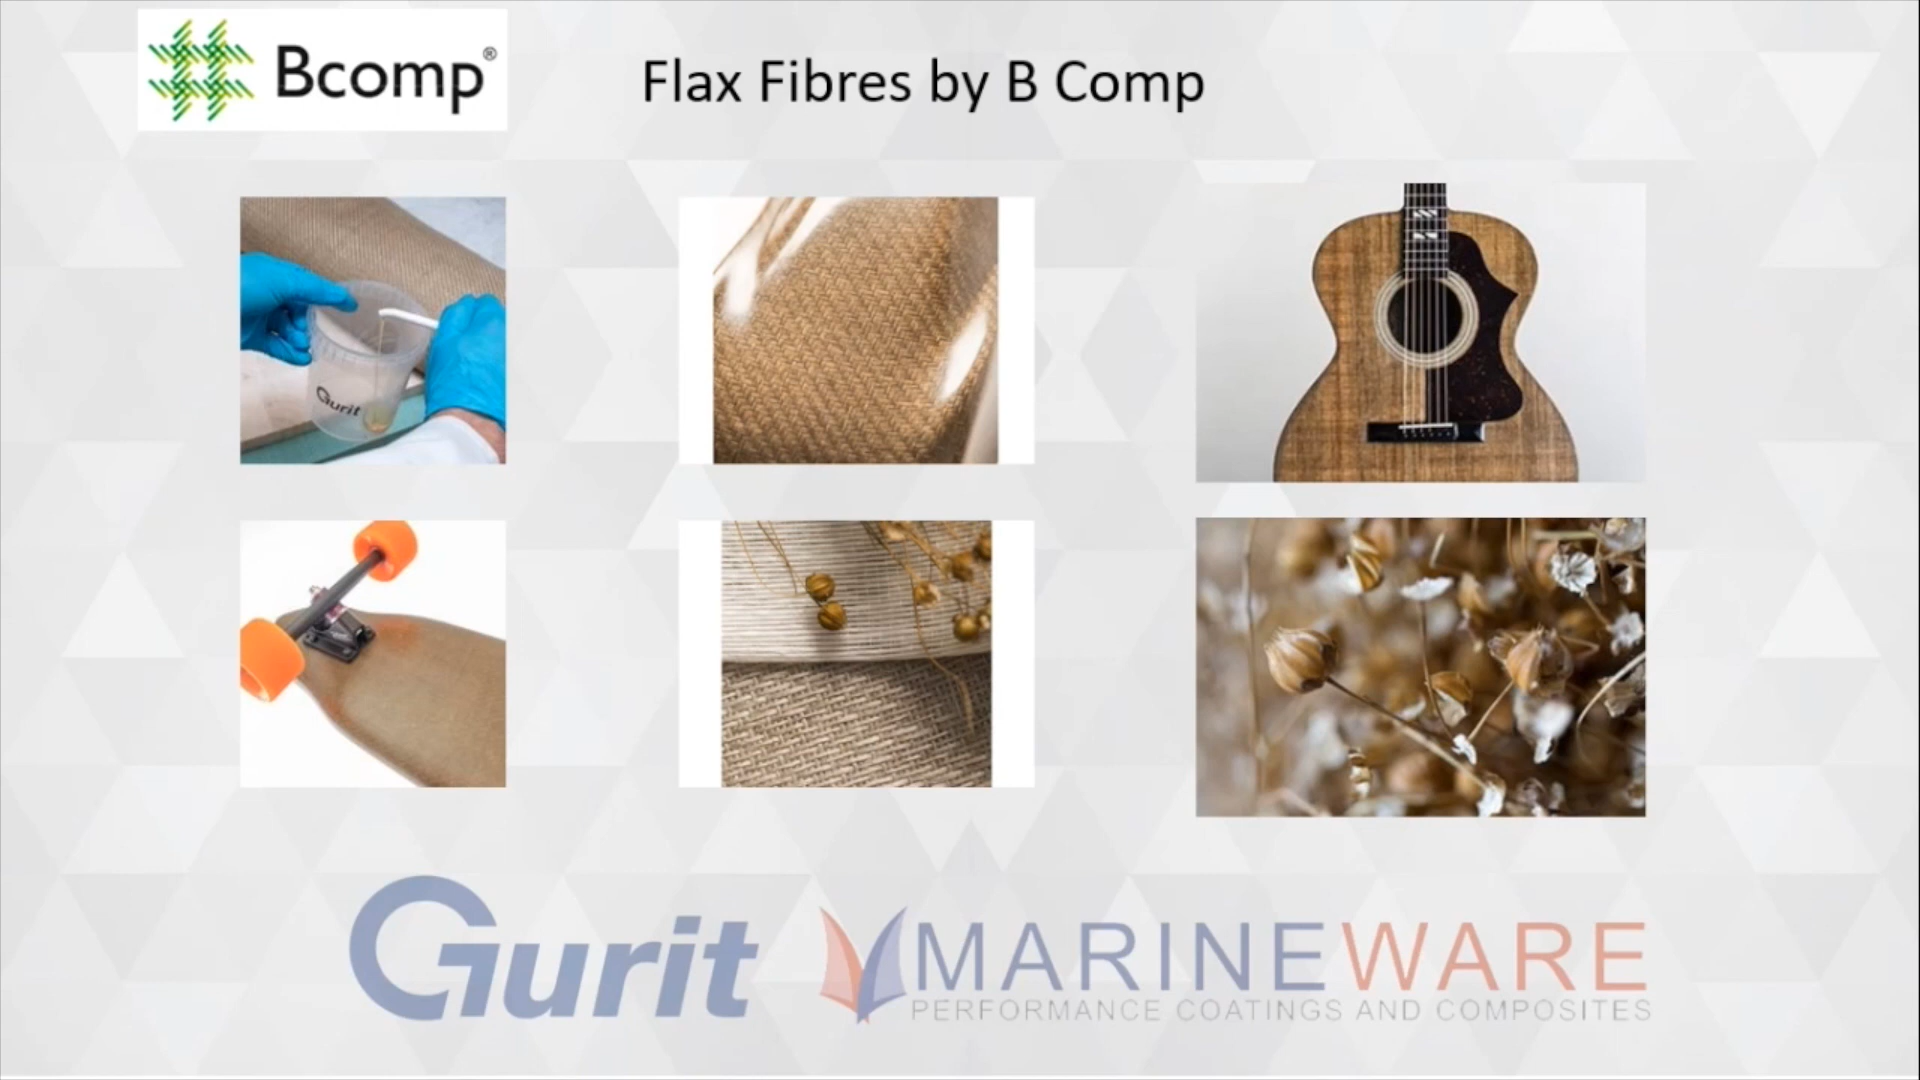 Bcomp®
Flax Fibres by B Comp
Gurit
Gurit
MARINEWARE
PERFORMANCE COATINGS AND COMPOSITES